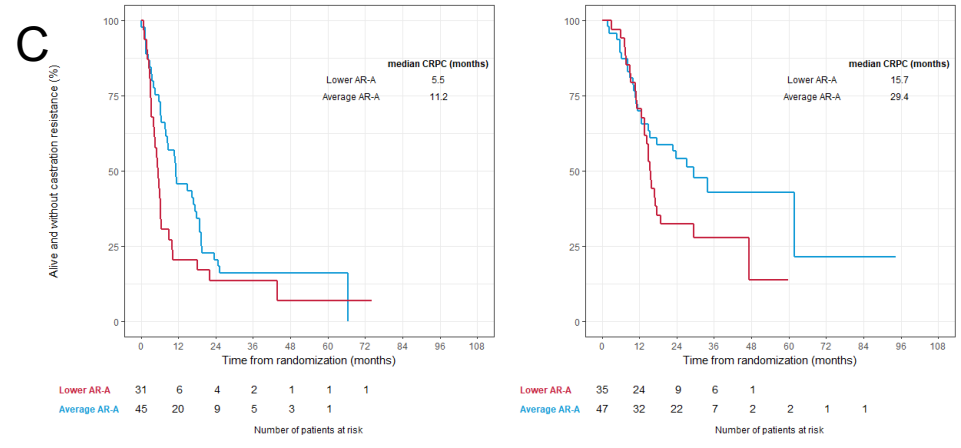 C
Alive and without castration resistance (%)
100
75
50
25
0
median CRPC (months)
Lower AR-A 5.5
Average AR-A 11.2
0 12 24 36 48 60 72 84 96 108
Time from randomization (months)
Lower AR-A 31 6 4 2 1 1 1
Average AR-A 45 20 9 5 3 1
Number of patients at risk
100
75
50
25
0
median CRPC (months)
Lower AR-A 15.7
Average AR-A 29.4
0 12 24 36 48 60 72 84 96 108
Time from randomization (months)
Lower AR-A 35 24 9 6 1
Average AR-A 47 32 22 7 2 2 1 1
Number of patients at risk